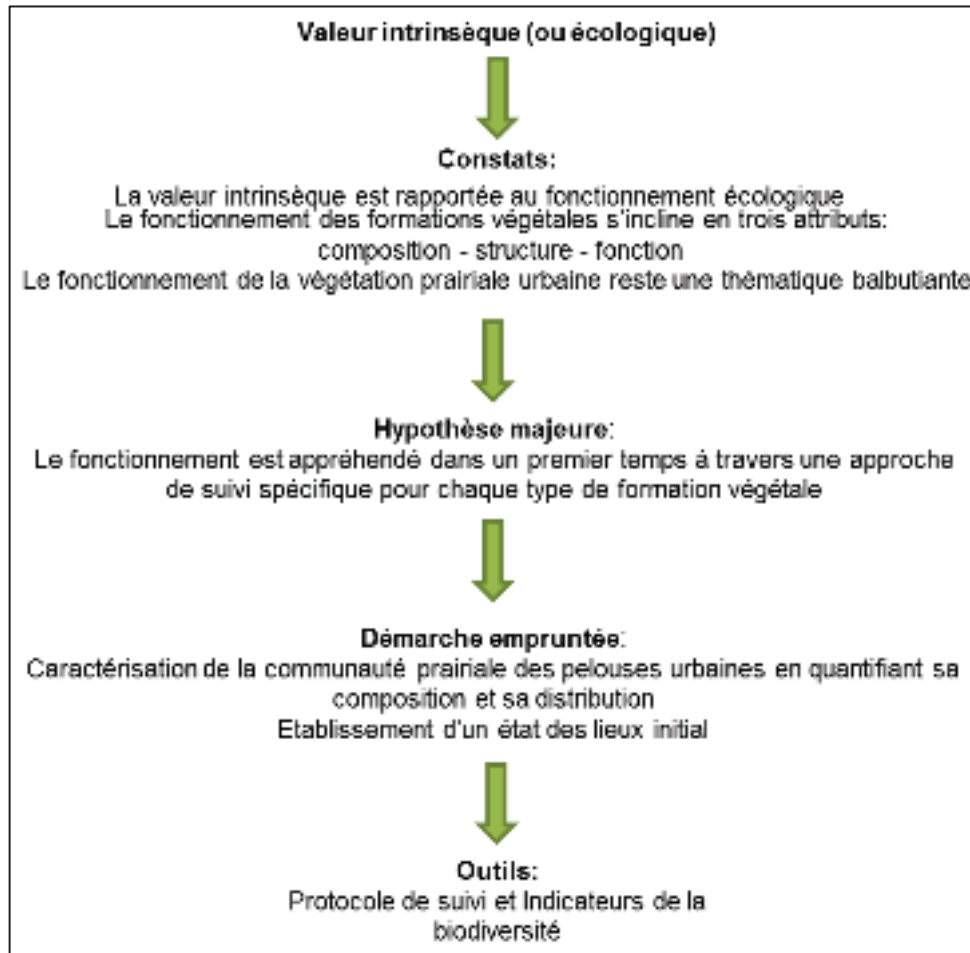 Valeur intrinsèque (ou écologique)
Constats:
La valeur intrinsèque est rapportée au fonctionnement écologique
Le fonctionnement des formations végétales s'incline en trois attributs:
composition - structure - fonction
Le fonctionnement de la végétation prairiale urbaine reste une thématique balbutiante
Hypothèse majeure:
Le fonctionnement est appréhendé dans un premier temps à travers une approche
de suivi spécifique pour chaque type de formation végétale
Démarche empruntée:
Caractérisation de la communauté prairiale des pelouses urbaines en quantifiant sa
composition et sa distribution
Etablissement d'un état des lieux initial
Outils:
Protocole de suivi et Indicateurs de la
biodiversité